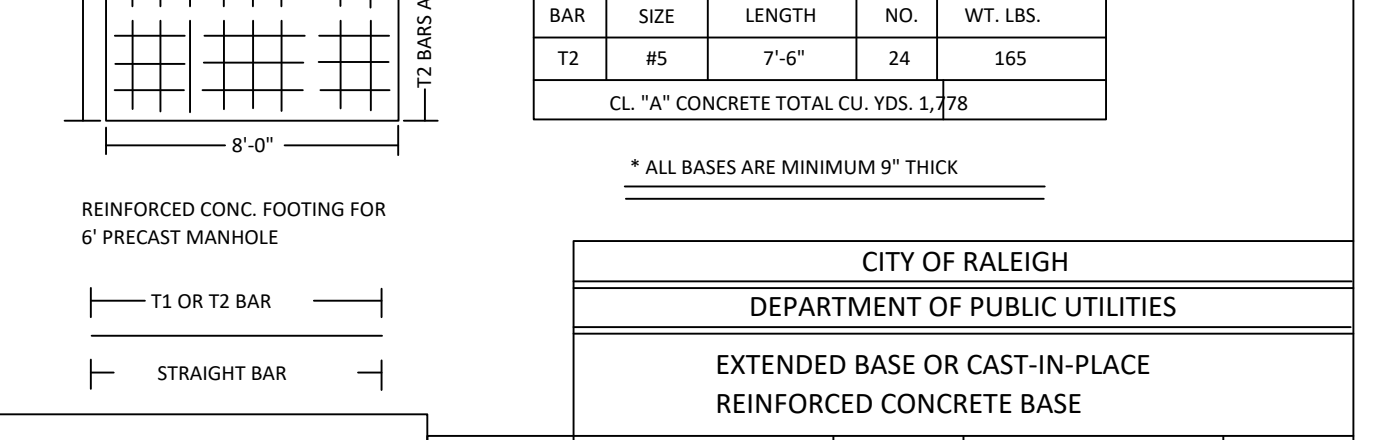 T2 BARS A
8'-0"
REINFORCED CONC. FOOTING FOR
6' PRECAST MANHOLE
T1 OR T2 BAR
STRAIGHT BAR
BAR SIZE LENGTH NO. WT. LBS.
T2 #5 7'-6" 24 165
CL. "A" CONCRETE TOTAL CU. YDS. 1,778
* ALL BASES ARE MINIMUM 9" THICK
CITY OF RALEIGH
DEPARTMENT OF PUBLIC UTILITIES
EXTENDED BASE OR CAST-IN-PLACE
REINFORCED CONCRETE BASE